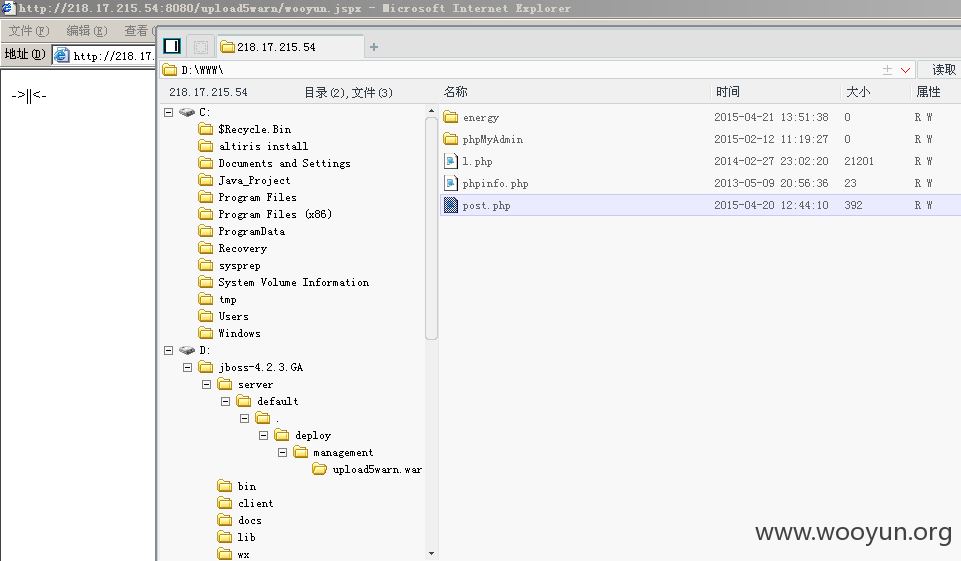 http://218.17.215.54:8080/upload5warn/wooyun.jspx - Microsoft Internet Explorer
文件(F) 编辑(E) 查看
地址(D) http://218.17.
->||<-
218.17.215.54
D:\WWW\ 读取
218.17.215.54 目录(2),文件(3) 名称 时间 大小 属性
C:
$Recycle.Bin
altiris install
Documents and Settings
Java_Project
Program Files
Program Files (x86)
ProgramData
Recovery
sysprep
System Volume Information
tmp
Users
Windows
D:
jboss-4.2.3.GA
server
default
.
deploy
management
upload5warn.war
bin
client
docs
lib
wx
energy 2015-04-21 13:51:38 0 R W
phpMyAdmin 2015-02-12 11:19:27 0 R W
l.php 2014-02-27 23:02:20 21201 R W
phpinfo.php 2013-05-09 20:56:36 23 R W
post.php 2015-04-20 12:44:10 392 R W
www.wooyun.org